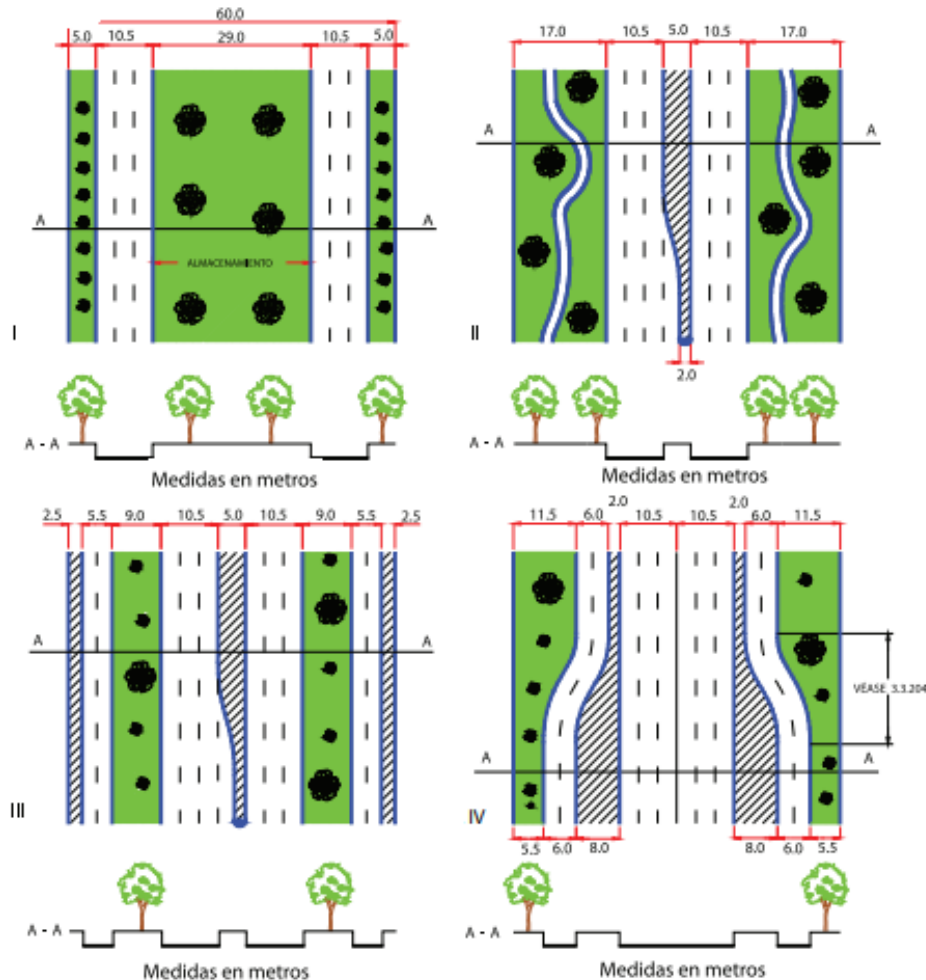 60.0
5.0 10.5 29.0 10.5 5.0
A A
ALMACENAMIENTO
I
A - A
Medidas en metros
17.0 10.5 5.0 10.5 17.0
A A
II
2.0
A - A
Medidas en metros
2.5 5.5 9.0 10.5 5.0 10.5 9.0 5.5 2.5
A A
III
A - A
Medidas en metros
2.0 2.0
11.5 6.0 10.5 10.5 6.0 11.5
VÉASE 3.3.204
A A
IV
5.5 6.0 8.0 8.0 6.0 5.5
A - A
Medidas en metros